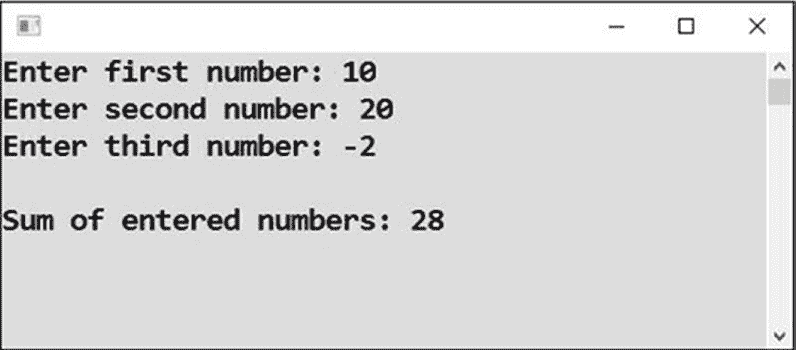 Enter first number: 10
Enter second number: 20
Enter third number: -2
Sum of entered numbers: 28